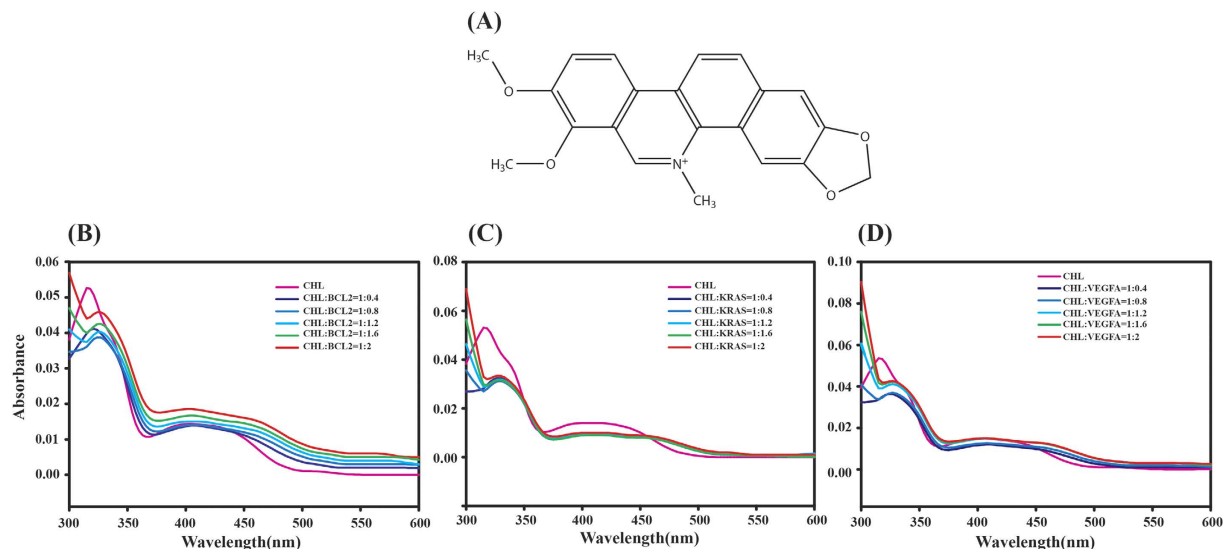 (A)
H₃C
O
H₃C
O
N⁺
CH₃
O
O
(B)
Absorbance
0.06
0.05
0.04
0.03
0.02
0.01
0.00
CHL
CHL:BCL2=1:0.4
CHL:BCL2=1:0.8
CHL:BCL2=1:1.2
CHL:BCL2=1:1.6
CHL:BCL2=1:2
300 350 400 450 500 550 600
Wavelength(nm)
(C)
0.08
0.06
0.04
0.02
0.00
CHL
CHL:KRAS=1:0.4
CHL:KRAS=1:0.8
CHL:KRAS=1:1.2
CHL:KRAS=1:1.6
CHL:KRAS=1:2
300 350 400 450 500 550 600
Wavelength(nm)
(D)
0.10
0.08
0.06
0.04
0.02
0.00
CHL
CHL:VEGFA=1:0.4
CHL:VEGFA=1:0.8
CHL:VEGFA=1:1.2
CHL:VEGFA=1:1.6
CHL:VEGFA=1:2
300 350 400 450 500 550 600
Wavelength(nm)